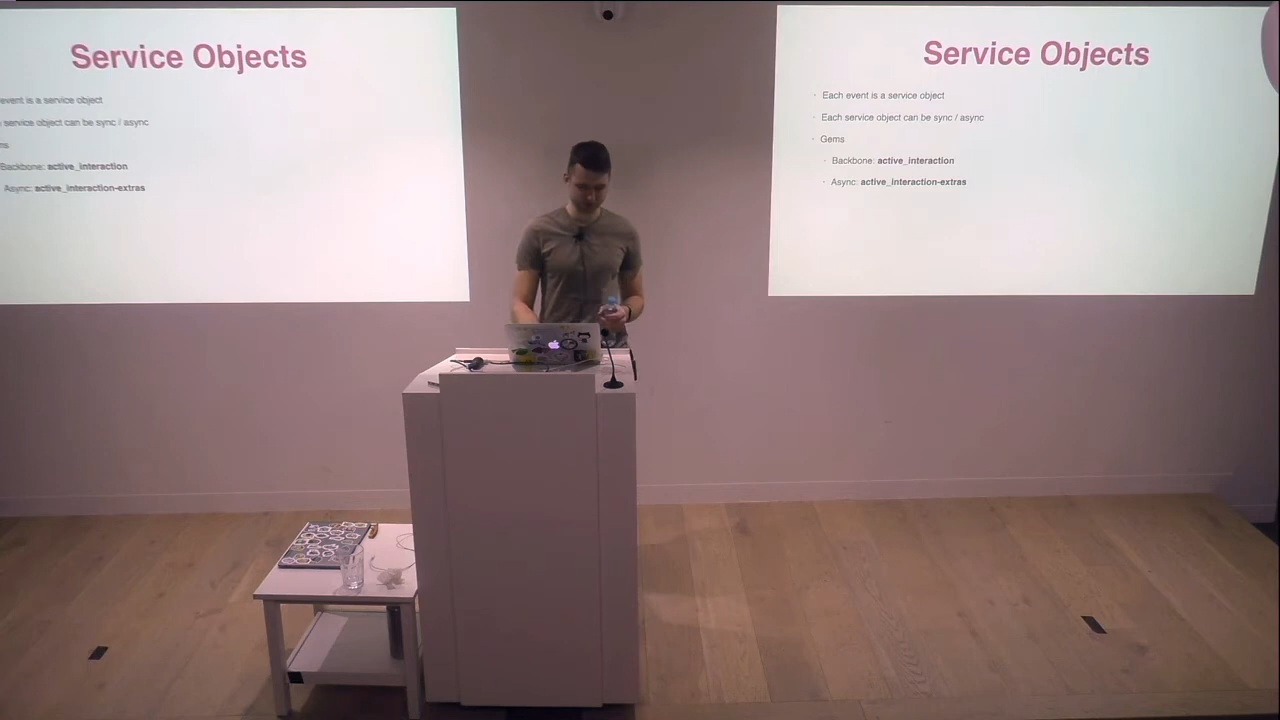 Service Objects
event is a service object
service object can be sync / async
ms
Backbone: active_interaction
Async: active_interaction-extras
Service Objects
Each event is a service object
Each service object can be sync / async
Gems
Backbone: active_interaction
Async: active_interaction-extras